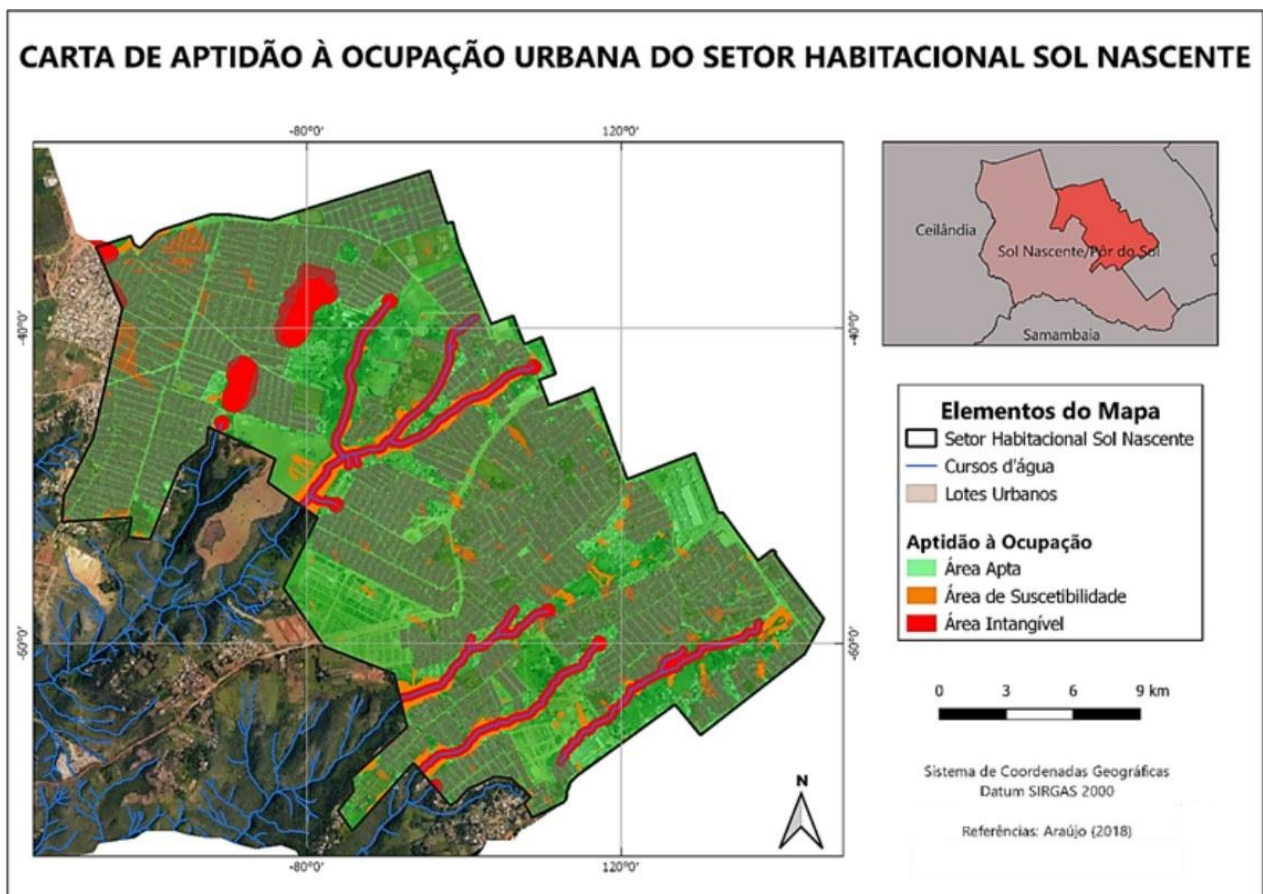 CARTA DE APTIDÃO À OCUPAÇÃO URBANA DO SETOR HABITACIONAL SOL NASCENTE
-80°0' 120°0'
-40°0' -40°0'
-60°0' -60°0'
-80°0' 120°0'
Ceilândia
Sol Nascente/Pôr do Sol
Samambaia
Elementos do Mapa
Setor Habitacional Sol Nascente
Cursos d'água
Lotes Urbanos
Aptidão à Ocupação
Área Apta
Área de Suscetibilidade
Área Intangível
0 3 6 9 km
N
Sistema de Coordenadas Geográficas
Datum SIRGAS 2000
Referências: Araújo (2018)